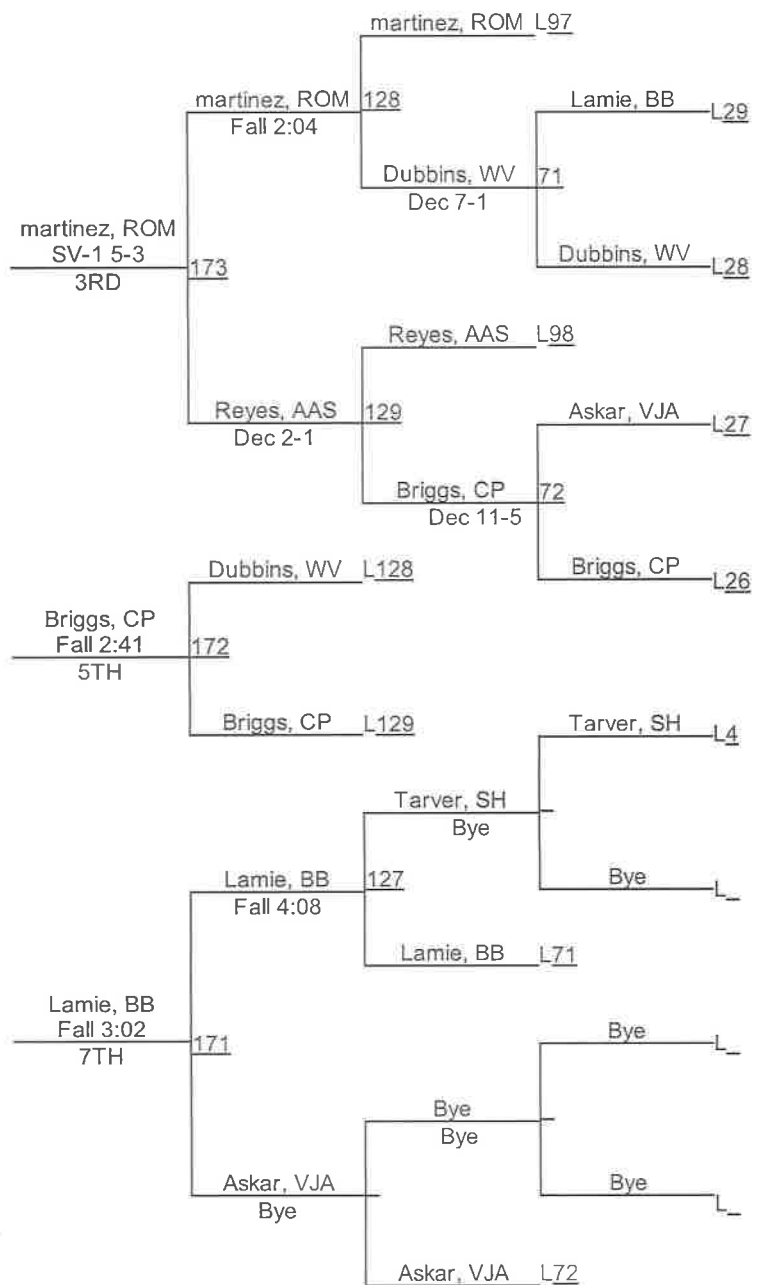 martinez, ROM L97
martinez, ROM 128 Lamie, BB L29
Fall 2:04
Dubbins, WV 71
Dec 7-1
martinez, ROM
SV-1 5-3 173 Dubbins, WV L28
3RD
Reyes, AAS L98
Reyes, AAS 129 Askar, VJA L27
Dec 2-1
Briggs, CP 72
Dec 11-5
Dubbins, WV L128 Briggs, CP L26
Briggs, CP
Fall 2:41 172
5TH
Briggs, CP L129 Tarver, SH L4
Tarver, SH
Bye
Lamie, BB 127 Bye L_
Fall 4:08
Lamie, BB L71
Lamie, BB
Fall 3:02 171 Bye L_
7TH
Bye
Bye
Askar, VJA Bye L_
Bye
Askar, VJA L72